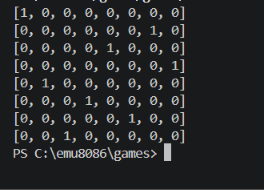 [1, 0, 0, 0, 0, 0, 0, 0]
[0, 0, 0, 0, 0, 0, 1, 0]
[0, 0, 0, 0, 1, 0, 0, 0]
[0, 0, 0, 0, 0, 0, 0, 1]
[0, 1, 0, 0, 0, 0, 0, 0]
[0, 0, 0, 1, 0, 0, 0, 0]
[0, 0, 0, 0, 0, 1, 0, 0]
[0, 0, 1, 0, 0, 0, 0, 0]
PS C:\emu8086\games>